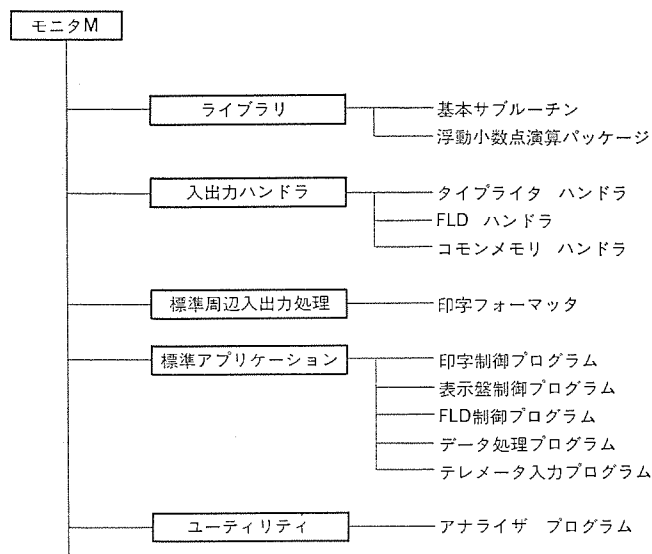 モニタM
ライブラリ
基本サブルーチン
浮動小数点演算パッケージ
入出力ハンドラ
タイプライタ ハンドラ
FLD ハンドラ
コモンメモリ ハンドラ
標準周辺入出力処理
印字フォーマッタ
標準アプリケーション
印字制御プログラム
表示盤制御プログラム
FLD制御プログラム
データ処理プログラム
テレメータ入力プログラム
ユーティリティ
アナライザ プログラム